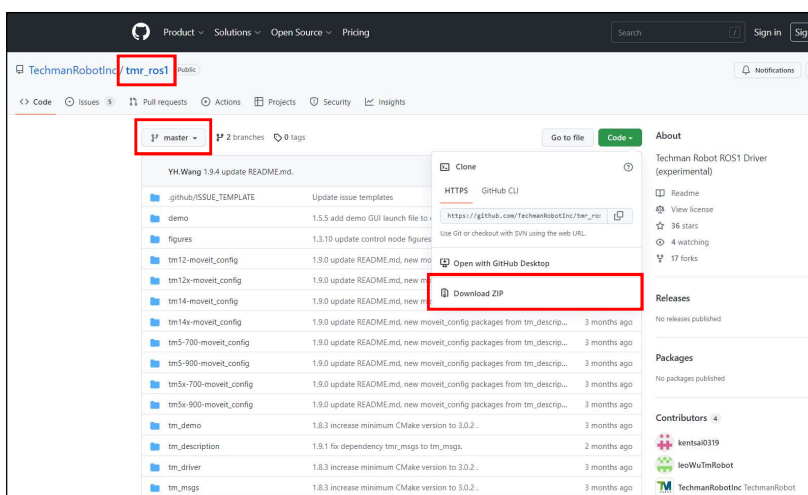 Product Solutions Open Source Pricing Search / Sign in Sig
TechmanRobotInc / tmr_ros1 Public Notifications
Code Issues 5 Pull requests Actions Projects Security Insights
master 2 branches 0 tags Go to file Code
YH.Wang 1.9.4 update README.md.
.github/ISSUE_TEMPLATE Update issue templates
demo 1.5.5 add demo GUI launch file to
figures 1.3.10 update control node figures
tm12-moveit_config 1.9.0 update README.md, new mo
tm12x-moveit_config 1.9.0 update README.md, new m
tm14-moveit_config 1.9.0 update README.md, new mo
tm14x-moveit_config 1.9.0 update README.md, new moveit_config packages from tm_descrip... 3 months ago
tm5-700-moveit_config 1.9.0 update README.md, new moveit_config packages from tm_descrip... 3 months ago
tm5-900-moveit_config 1.9.0 update README.md, new moveit_config packages from tm_descrip... 3 months ago
tm5x-700-moveit_config 1.9.0 update README.md, new moveit_config packages from tm_descrip... 3 months ago
tm5x-900-moveit_config 1.9.0 update README.md, new moveit_config packages from tm_descrip... 3 months ago
tm_demo 1.8.3 increase minimum CMake version to 3.0.2 . 3 months ago
tm_description 1.9.1 fix dependency tmr_msgs to tm_msgs. 2 months ago
tm_driver 1.8.3 increase minimum CMake version to 3.0.2 . 3 months ago
tm_msgs 1.8.3 increase minimum CMake version to 3.0.2 . 3 months ago
Clone
HTTPS GitHub CLI
https://github.com/TechmanRobotInc/tmr_ro
Use Git or checkout with SVN using the web URL.
Open with GitHub Desktop
Download ZIP
About
Techman Robot ROS1 Driver
(experimental)
Readme
View license
36 stars
4 watching
17 forks
Releases
No releases published
Packages
No packages published
Contributors 4
kentsai0319
leoWuTmRobot
TechmanRobotInc TechmanRobot